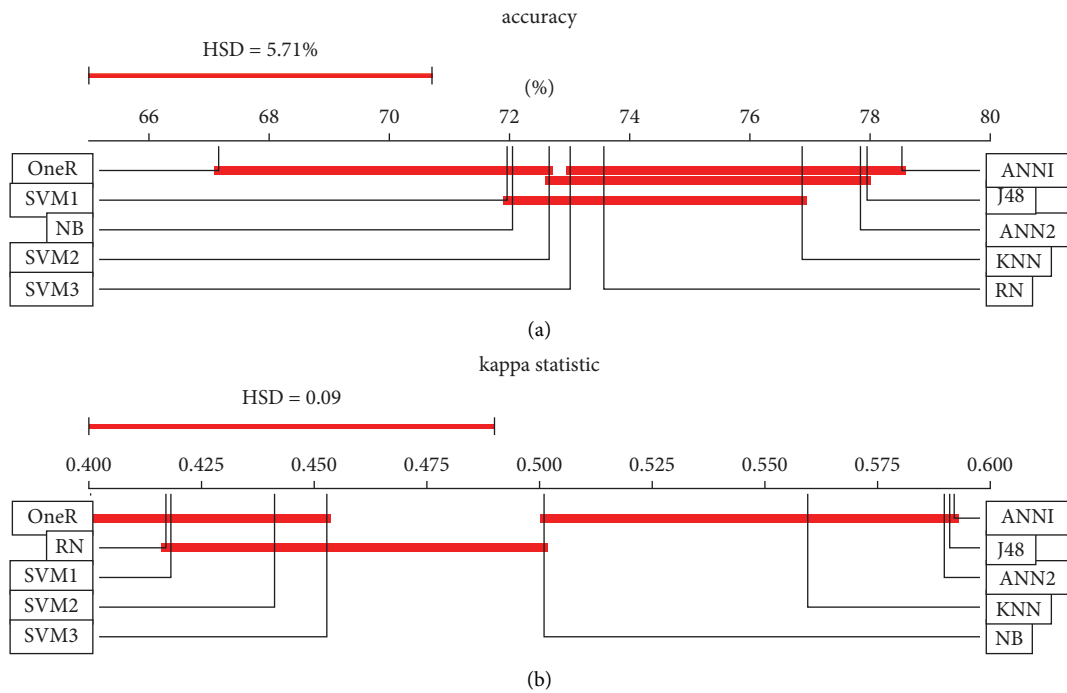 accuracy
HSD = 5.71%
(%)
66 68 70 72 74 76 78 80
OneR ANNI
SVM1 J48
NB ANN2
SVM2 KNN
SVM3 RN
(a)
kappa statistic
HSD = 0.09
0.400 0.425 0.450 0.475 0.500 0.525 0.550 0.575 0.600
OneR ANNI
RN J48
SVM1 ANN2
SVM2 KNN
SVM3 NB
(b)